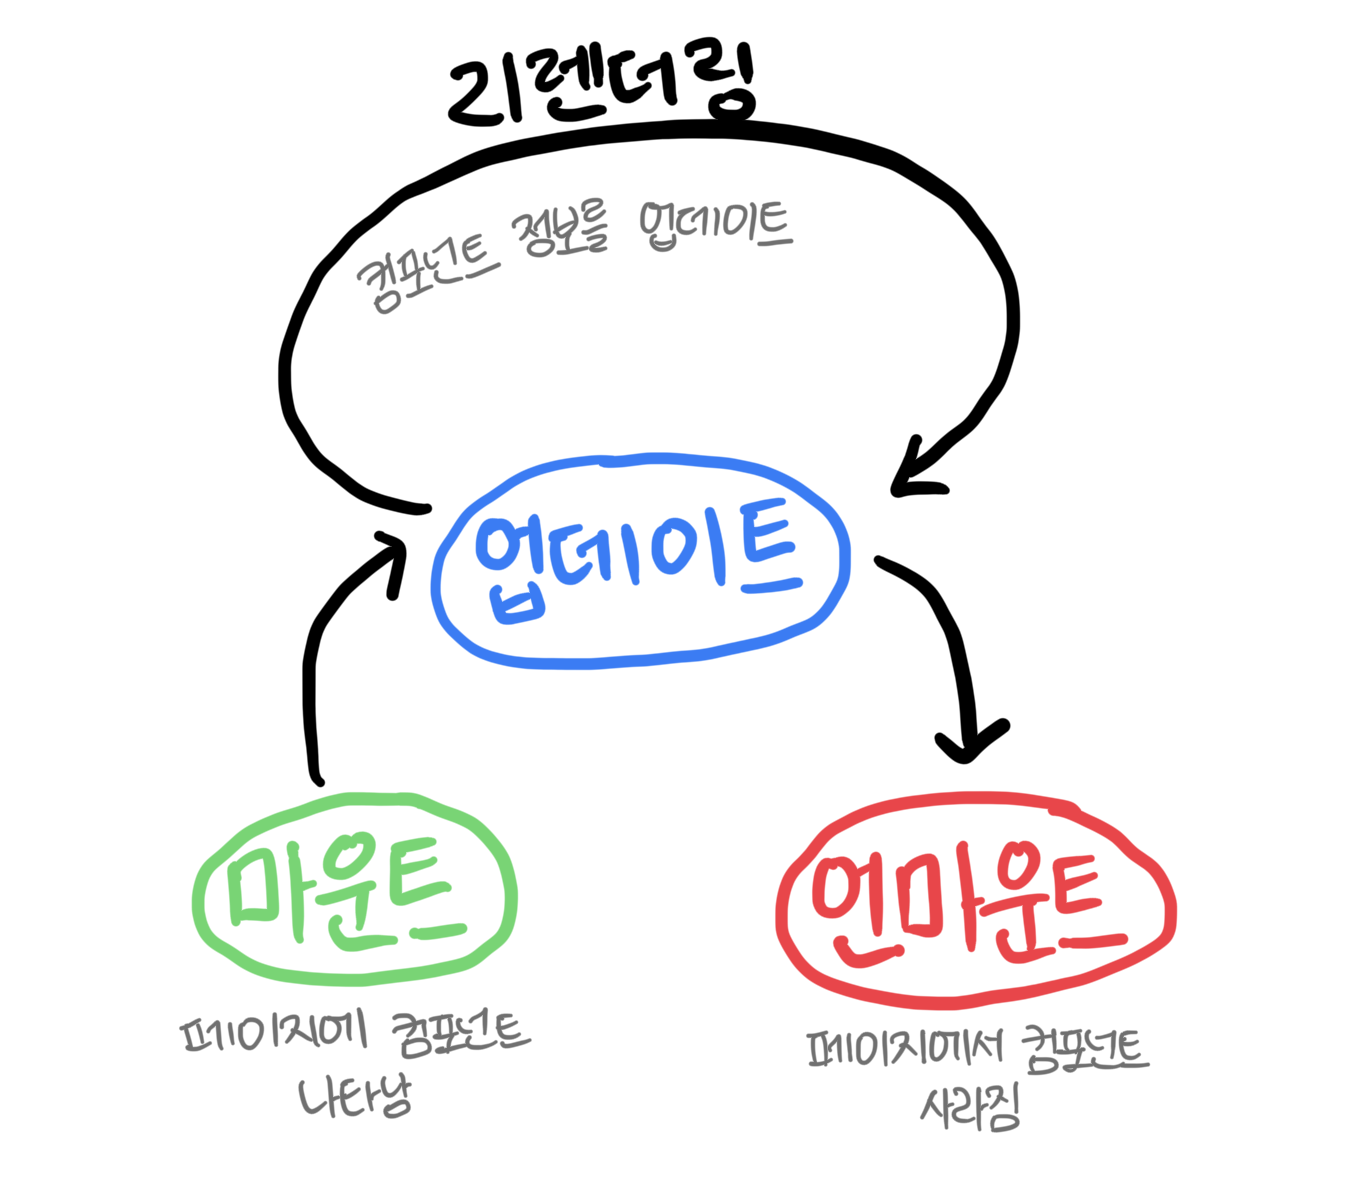 리렌더링
컴포넌트 정보를 업데이트
업데이트
마운트
페이지에 컴포넌트
나타남
언마운트
페이지에서 컴포넌트
사라짐